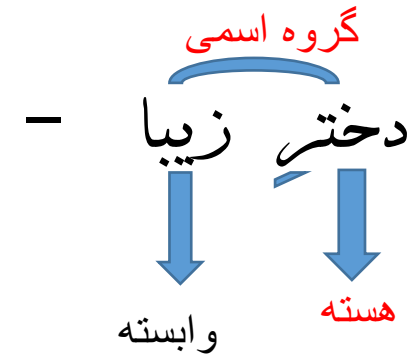 گروه اسمی
دخترِ زیبا –
هسته
وابسته